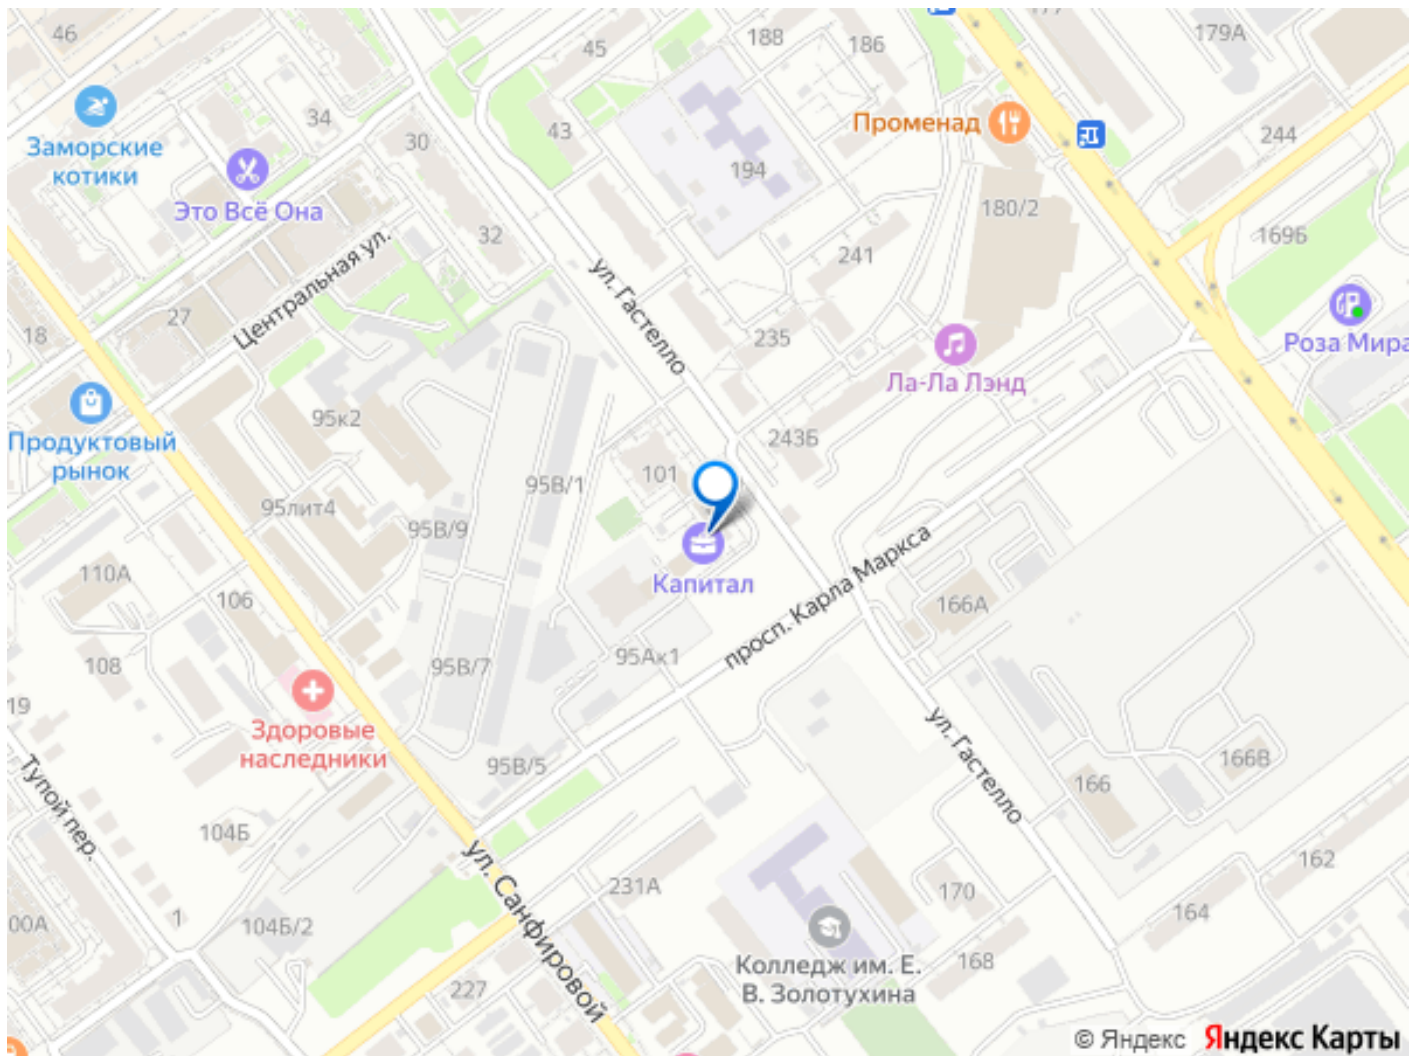 46
45
188
186
177
179А
Заморские
котики
34
30
43
Променад
244
194
Это Всё Она
180/2
32
169Б
241
Центральная ул.
ул. Гастелло
27
18
235
Роза Мира
Ла-Ла Лэнд
95к2
243Б
Продуктовый
рынок
101
95В/1
95лит4
95В/9
110А
Капитал
просп. Карла Маркса
106
166А
108
95В/7
95Ак1
19
Здоровые
наследники
ул. Гастелло
95В/5
166В
166
Тупой пер.
104Б
ул. Санфировой
162
231А
170
164
1
00А
104Б/2
Колледж им. Е.
В. Золотухина
168
227
© Яндекс Яндекс Карты